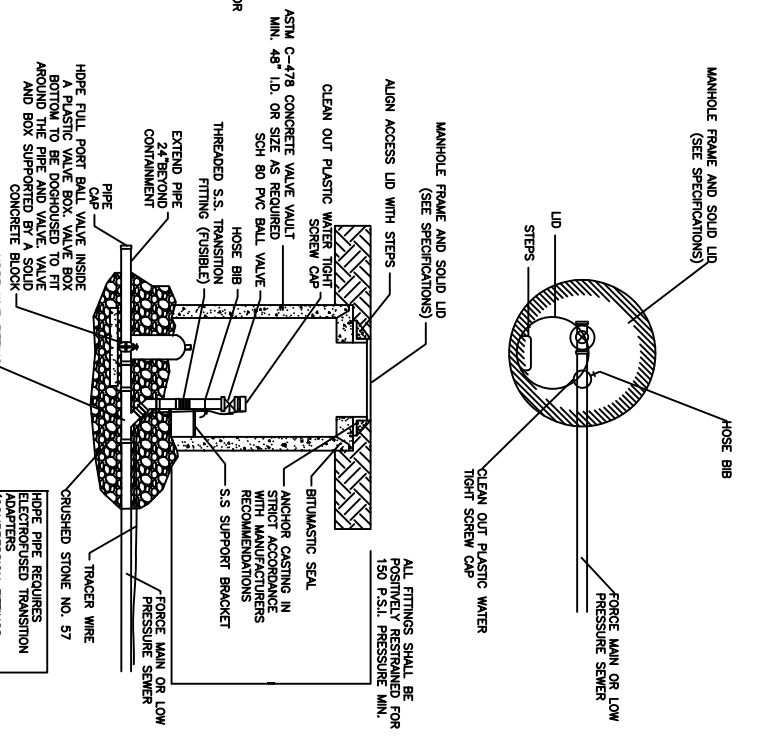 MANHOLE FRAME AND SOLID LID
(SEE SPECIFICATIONS)
LID
STEPS
HOSE BIB
CLEAN OUT PLASTIC WATER
TIGHT SCREW CAP
FORCE MAIN OR LOW
PRESSURE SEWER
MANHOLE FRAME AND SOLID LID
(SEE SPECIFICATIONS)
ALIGN ACCESS LID WITH STEPS
CLEAN OUT PLASTIC WATER TIGHT
SCREW CAP
ASTM C-478 CONCRETE VALVE VAULT
MIN. 48" I.D. OR SIZE AS REQUIRED
SCH 80 PVC BALL VALVE
HOSE BIB
THREADED S.S. TRANSITION
FITTING (FUSIBLE)
EXTEND PIPE
24"BEYOND
CONTAINMENT
PIPE
CAP
HDPE FULL PORT BALL VALVE INSIDE
A PLASTIC VALVE BOX. VALVE BOX
BOTTOM TO BE DOGHOUSED TO FIT
AROUND THE PIPE AND VALVE. VALVE
AND BOX SUPPORTED BY A SOLID
CONCRETE BLOCK
OR
ALL FITTINGS SHALL BE
POSITIVELY RESTRAINED FOR
150 P.S.I. PRESSURE MIN.
BITUMASTIC SEAL
ANCHOR CASTING IN
STRICT ACCORDANCE
WITH MANUFACTURERS
RECOMMENDATIONS
S.S SUPPORT BRACKET
FORCE MAIN OR LOW
PRESSURE SEWER
TRACER WIRE
CRUSHED STONE NO. 57
HDPE PIPE REQUIRES
ELECTROFUSED TRANSITION
ADAPTERS